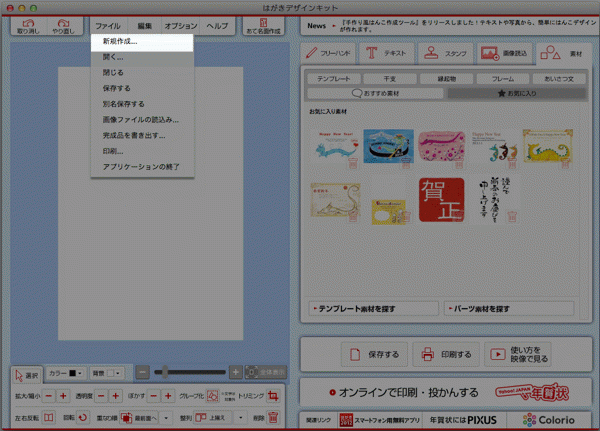 はがきデザインキット
取り消し やり直し ファイル 編集 オプション ヘルプ あて名面作成
新規作成...
開く...
閉じる
保存する
別名保存する
画像ファイルの読込み...
完成品を書き出す...
印刷...
アプリケーションの終了
News 『手作り風はんこ作成ツール』をリリースしました！テキストや写真から、簡単にはんこデザインが作れます。
フリーハンド テキスト スタンプ 画像読込 素材
テンプレート 干支 縁起物 フレーム あいさつ文
おすすめ素材 お気に入り
お気に入り素材
Happy New Year!
賀正
謹んで
新春の
お慶びを
申し上げます
テンプレート素材を探す パーツ素材を探す
保存する 印刷する 使い方を
映像で見る
オンラインで印刷・投かんする Yahoo! JAPAN 年賀状
選択 カラー 背景 全体表示
拡大/縮小 透明度 ぼかす グループ化 トリミング
左右反転 回転 重なり順 最前面へ 整列 上に揃え 削除
関連リンク スマートフォン用無料アプリ 年賀状にはPIXUS Colorio